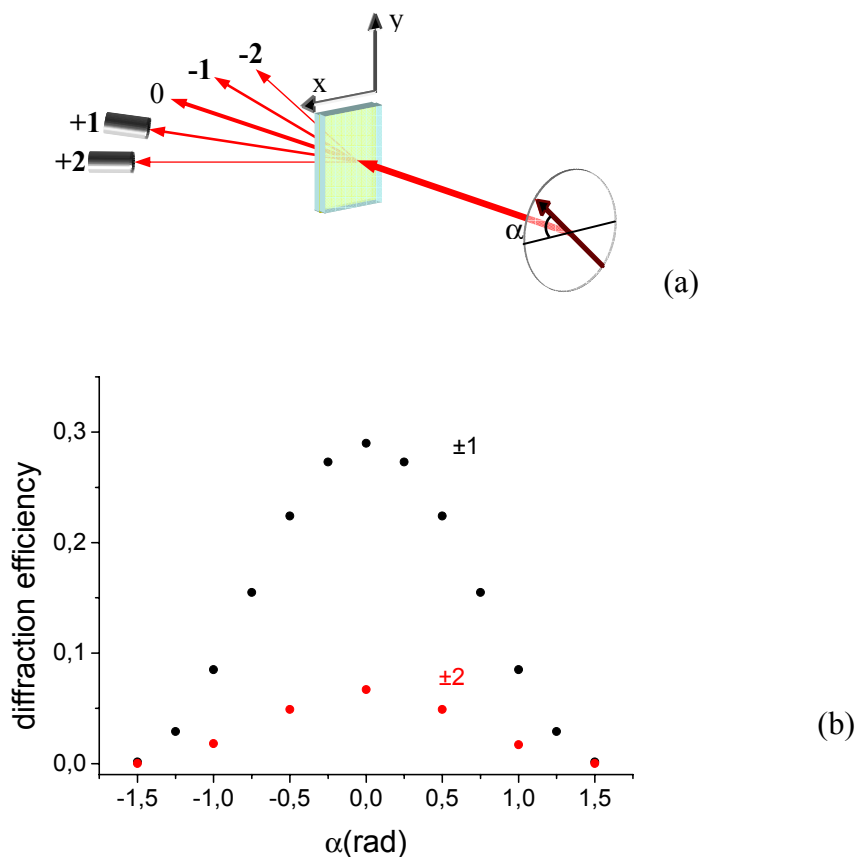 y
x
-2
-1
0
+1
+2
α
(a)
0,3
0,2
0,1
0,0
diffraction efficiency
±1
±2
(b)
-1,5 -1,0 -0,5 0,0 0,5 1,0 1,5
α(rad)